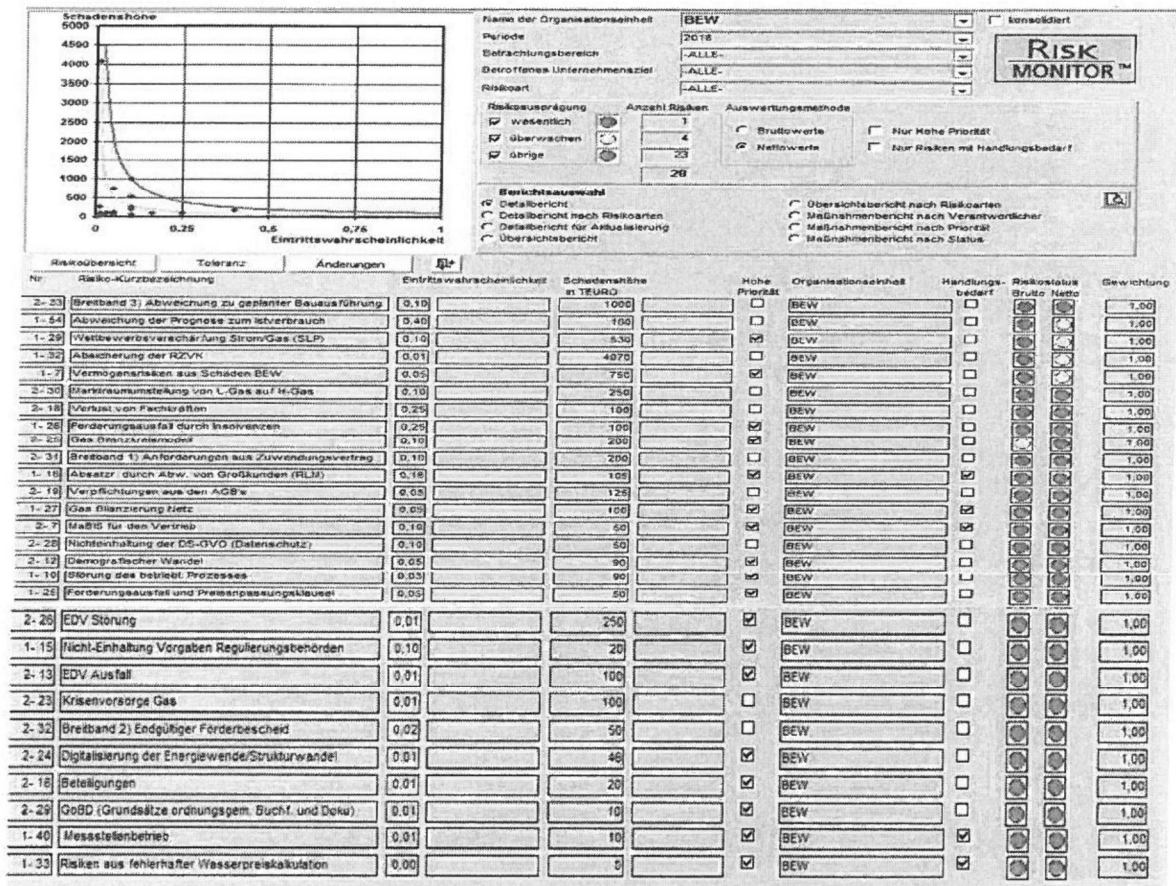 Schadenshöhe
5000
4500
4000
3500
3000
2500
2000
1500
1000
500
0
0 0,25 0,5 0,75 1
Eintrittswahrscheinlichkeit
Name der Organisationseinheit BEW konsolidiert
Periode 2018
Betrachtungsbereich -ALLE-
Betroffenes Unternehmensziel -ALLE-
Risikoart -ALLE-
RISK
MONITOR™
Risikoausprägung Anzahl Risiken Auswertungsmethode
wesentlich 1
überwachen 4
übrige 23
28
Bruttowerte Nur Hohe Priorität
Nettowerte Nur Risiken mit Handlungsbedarf
Berichtsauswahl
Detailbericht Übersichtsbericht nach Risikoarten
Detailbericht nach Risikoarten Maßnahmenbericht nach Verantwortlicher
Detailbericht für Aktualisierung Maßnahmenbericht nach Priorität
Übersichtsbericht Maßnahmenbericht nach Status
Risikoübersicht Toleranz Änderungen
Nr. Risiko-Kurzbezeichnung Eintrittswahrscheinlichkeit Schadenshöhe in TEURO Hohe Priorität Organisationseinheit Handlungs-bedarf Risikostatus Brutto Netto Gewichtung
2- 33 Breitband 3) Abweichung zu geplanter Bauausführung 0,10 1000 BEW 1,00
1- 54 Abweichung der Prognose zum Istverbrauch 0,40 160 BEW 1,00
1- 29 Wettbewerbsverschärfung Strom/Gas (SLP) 0,10 530 BEW 1,00
1- 32 Absicherung der RZVK 0,01 4070 BEW 1,00
1- 7 Vermögensrisiken aus Schäden BEW 0,05 750 BEW 1,00
2- 30 Marktraumumstellung von L-Gas auf H-Gas 0,10 250 BEW 1,00
2- 18 Verlust von Fachkräften 0,25 100 BEW 1,00
1- 26 Forderungsausfall durch Insolvenzen 0,25 100 BEW 1,00
2- 25 Gas Bilanzkreismodell 0,10 200 BEW 1,00
2- 31 Breitband 1) Anforderungen aus Zuwendungsvertrag 0,10 200 BEW 1,00
1- 16 Absatzr. durch Abw. von Großkunden (RLM) 0,16 105 BEW 1,00
2- 19 Verpflichtungen aus den AGB's 0,05 125 BEW 1,00
1- 27 Gas Bilanzierung Netz 0,05 100 BEW 1,00
2- 7 MaBiS für den Vertrieb 0,10 50 BEW 1,00
2- 28 Nichteinhaltung der DS-GVO (Datenschutz) 0,10 50 BEW 1,00
2- 12 Demografischer Wandel 0,05 90 BEW 1,00
1- 10 Störung des betriebl. Prozesses 0,03 90 BEW 1,00
1- 25 Forderungsausfall und Preisanpassungsklausel 0,05 50 BEW 1,00
2- 26 EDV Störung 0,01 250 BEW 1,00
1- 15 Nicht-Einhaltung Vorgaben Regulierungsbehörden 0,10 20 BEW 1,00
2- 13 EDV Ausfall 0,01 100 BEW 1,00
2- 23 Krisenvorsorge Gas 0,01 100 BEW 1,00
2- 32 Breitband 2) Endgültiger Förderbescheid 0,02 50 BEW 1,00
2- 24 Digitalisierung der Energiewende/Strukturwandel 0,01 46 BEW 1,00
2- 16 Beteiligungen 0,01 20 BEW 1,00
2- 29 GoBD (Grundsätze ordnungsgem. Buchf. und Doku) 0,01 10 BEW 1,00
1- 40 Messstellenbetrieb 0,01 10 BEW 1,00
1- 33 Risiken aus fehlerhafter Wasserpreiskalkulation 0,00 BEW 1,00